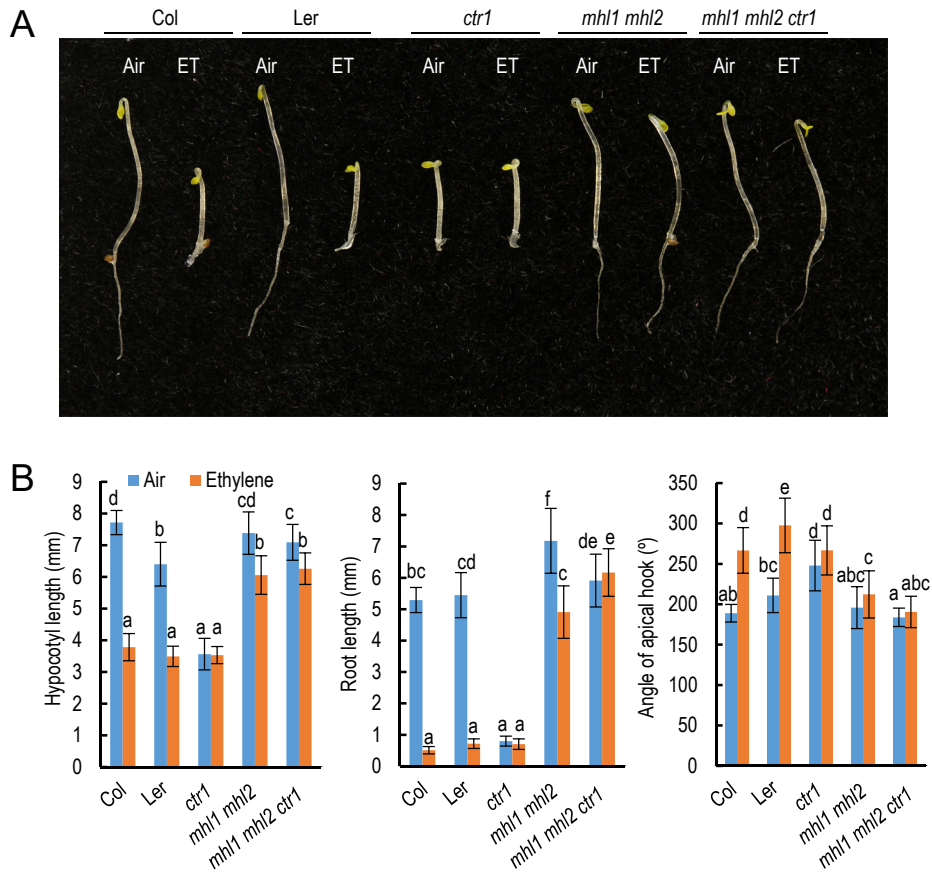 A
Col Ler ctr1 mhl1 mhl2 mhl1 mhl2 ctr1
Air ET Air ET Air ET Air ET Air ET
B
Air Ethylene
Hypocotyl length (mm)
9
8
7
6
5
4
3
2
1
0
d a b a a a cd b c b
Col Ler ctr1 mhl1 mhl2 mhl1 mhl2 ctr1
Root length (mm)
9
8
7
6
5
4
3
2
1
0
bc a cd a a a f c de e
Col Ler ctr1 mhl1 mhl2 mhl1 mhl2 ctr1
Angle of apical hook (º)
350
300
250
200
150
100
50
0
ab d bc e d d abc c a abc
Col Ler ctr1 mhl1 mhl2 mhl1 mhl2 ctr1